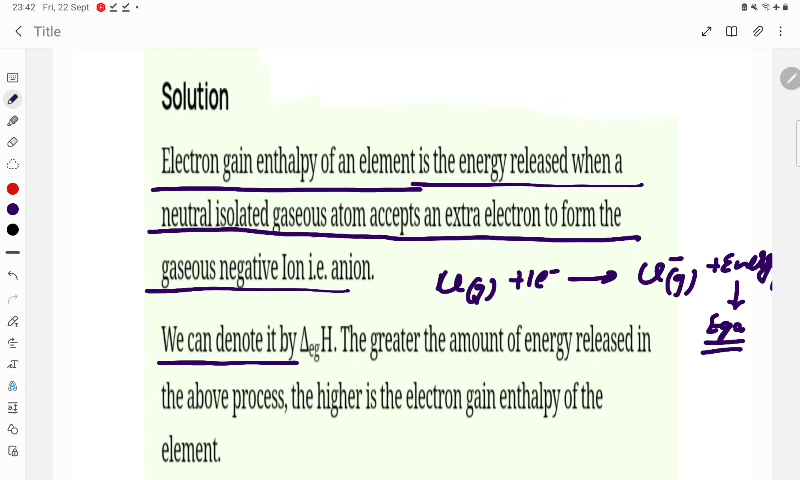 23:42 Fri, 22 Sept
Title
Solution
Electron gain enthalpy of an element is the energy released when a
neutral isolated gaseous atom accepts an extra electron to form the
gaseous negative Ion i.e. anion.
Cl(g) + 1e⁻ → Cl⁻(g) + Energy
Ega
We can denote it by ΔegH. The greater the amount of energy released in
the above process, the higher is the electron gain enthalpy of the
element.